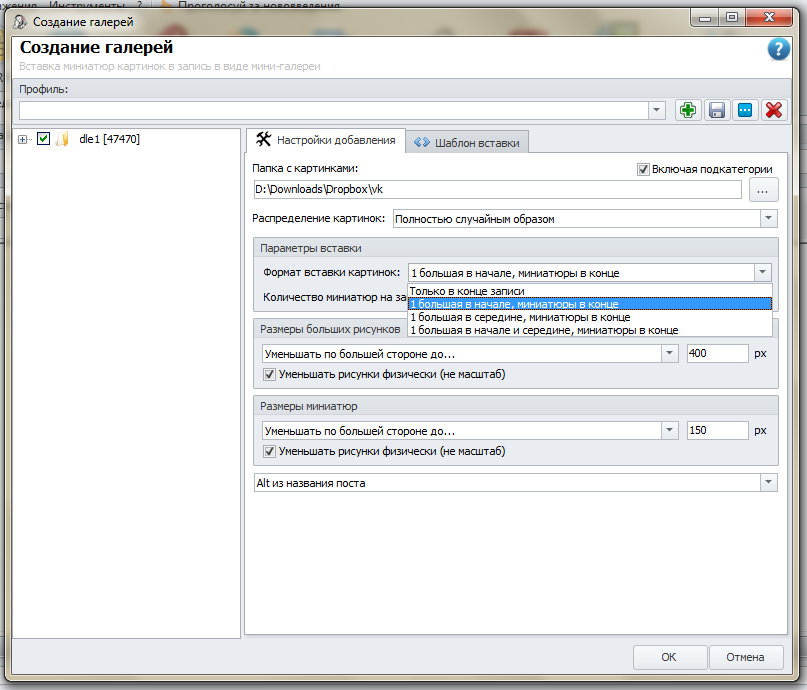 Инструменты ? Проголосуй за нововведения
Создание галерей
Создание галерей
Вставка миниатюр картинок в запись в виде мини-галереи
Профиль:
dle1 [47470]
Настройки добавления
Шаблон вставки
Папка с картинками:
Включая подкатегории
D:\Downloads\Dropbox\vk
...
Распределение картинок:
Полностью случайным образом
Параметры вставки
Формат вставки картинок:
1 большая в начале, миниатюры в конце
Только в конце записи
Количество миниатюр на за
1 большая в начале, миниатюры в конце
1 большая в середине, миниатюры в конце
1 большая в начале и середине, миниатюры в конце
Размеры больших рисунков
Уменьшать по большей стороне до...
400
px
Уменьшать рисунки физически (не масштаб)
Размеры миниатюр
Уменьшать по большей стороне до...
150
px
Уменьшать рисунки физически (не масштаб)
Alt из названия поста
OK
Отмена